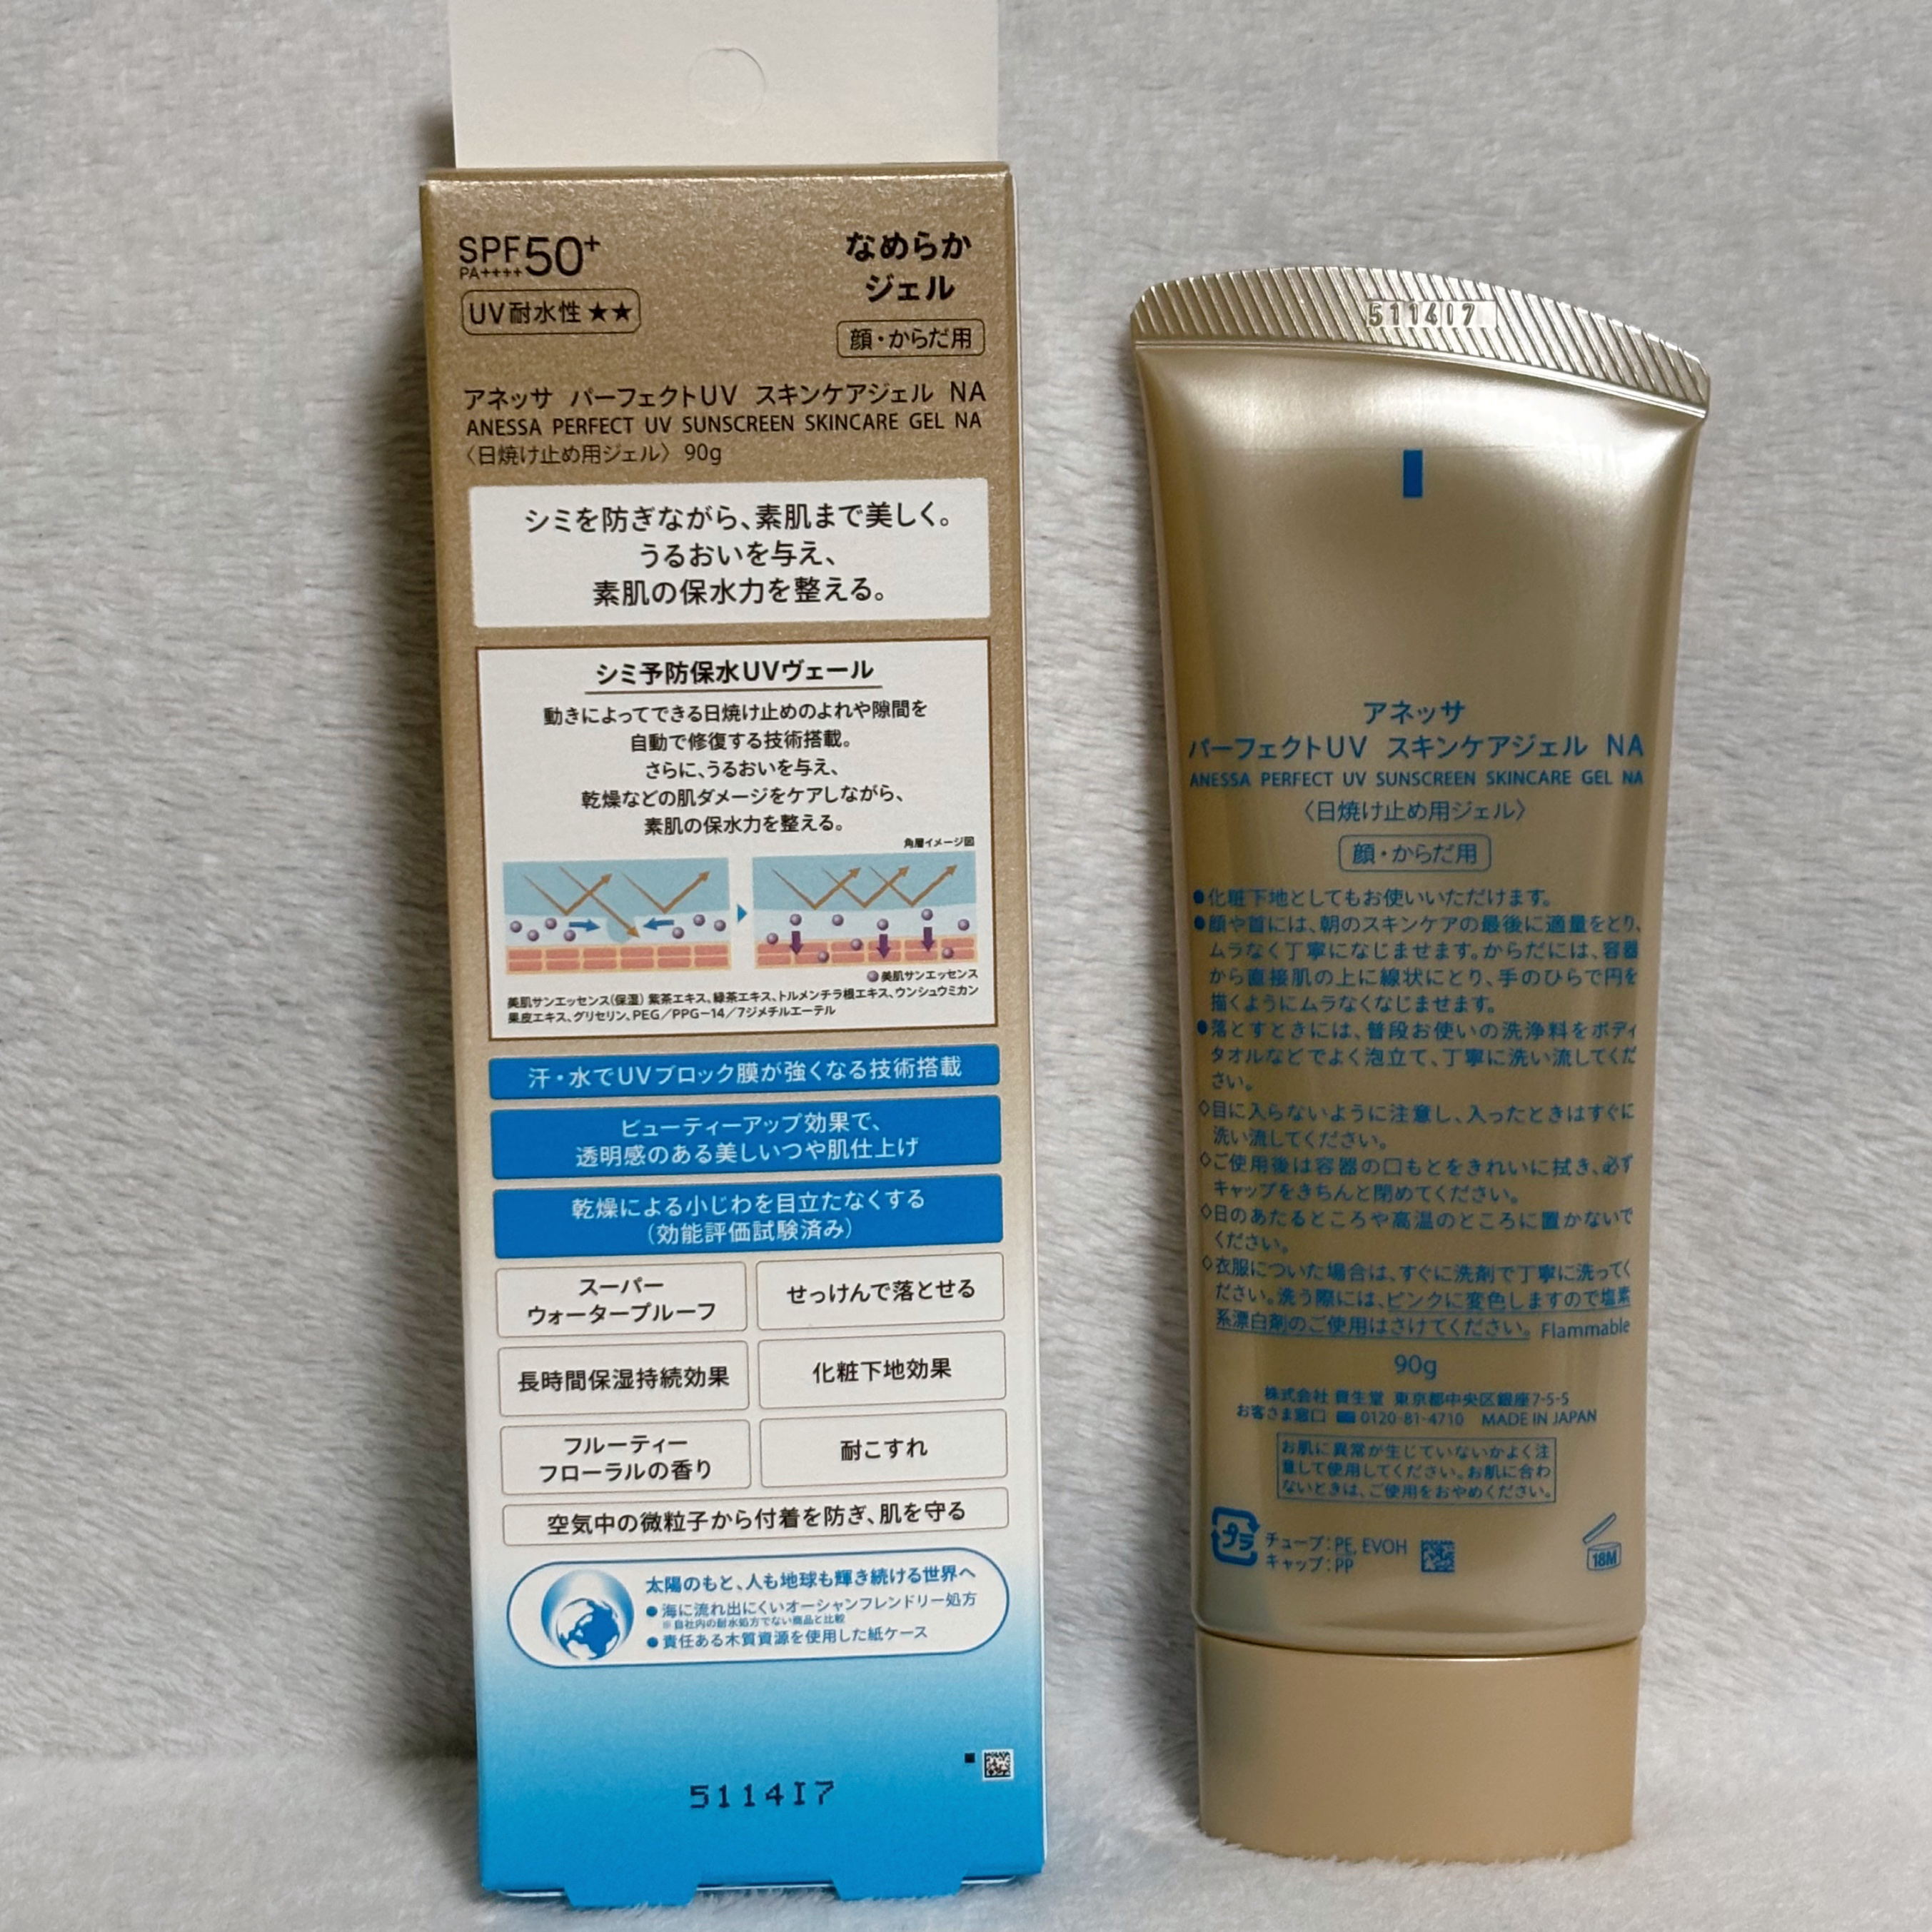 SPF50+
PA++++
UV耐水性★★
なめらか
ジェル
顔・からだ用
アネッサ パーフェクトUV スキンケアジェル NA
ANESSA PERFECT UV SUNSCREEN SKINCARE GEL NA
〈日焼け止め用ジェル〉 90g
シミを防ぎながら、素肌まで美しく。
うるおいを与え、
素肌の保水力を整える。
シミ予防保水UVヴェール
動きによってできる日焼け止めのよれや隙間を
自動で修復する技術搭載。
さらに、うるおいを与え、
乾燥などの肌ダメージをケアしながら、
素肌の保水力を整える。
角層イメージ図
美肌サンエッセンス
美肌サンエッセンス(保湿) 紫茶エキス、緑茶エキス、トルメンチラ根エキス、ウンシュウミカン
果皮エキス、グリセリン、PEG/PPG-14/7ジメチルエーテル
汗・水でUVブロック膜が強くなる技術搭載
ビューティーアップ効果で、
透明感のある美しいつや肌仕上げ
乾燥による小じわを目立たなくする
(効能評価試験済み)
スーパー
ウォータープルーフ
せっけんで落とせる
長時間保湿持続効果
化粧下地効果
フルーティー
フローラルの香り
耐こすれ
空気中の微粒子から付着を防ぎ、肌を守る
太陽のもと、人も地球も輝き続ける世界へ
●海に流れ出にくいオーシャンフレンドリー処方
※自社内の耐水処方でない商品と比較
●責任ある木質資源を使用した紙ケース
5114I7
5114I7
アネッサ
パーフェクトUV スキンケアジェル NA
ANESSA PERFECT UV SUNSCREEN SKINCARE GEL NA
〈日焼け止め用ジェル〉
顔・からだ用
●化粧下地としてもお使いいただけます。
●顔や首には、朝のスキンケアの最後に適量をとり、
ムラなく丁寧になじませます。からだには、容器
から直接肌の上に線状にとり、手のひらで円を
描くようにムラなくなじませます。
●落とすときには、普段お使いの洗浄料をボディ
タオルなどでよく泡立て、丁寧に洗い流してくだ
さい。
◇目に入らないように注意し、入ったときはすぐに
洗い流してください。
◇ご使用後は容器の口もとをきれいに拭き、必ず
キャップをきちんと閉めてください。
◇日のあたるところや高温のところに置かないで
ください。
◇衣服についた場合は、すぐに洗剤で丁寧に洗ってく
ださい。洗う際には、ピンクに変色しますので塩素
系漂白剤のご使用はさけてください。 Flammable
90g
株式会社 資生堂 東京都中央区銀座7-5-5
お客さま窓口 0120-81-4710 MADE IN JAPAN
お肌に異常が生じていないかよく注
意して使用してください。お肌に合わ
ないときは、ご使用をおやめください。
プラ
チューブ:PE, EVOH
キャップ:PP
18M